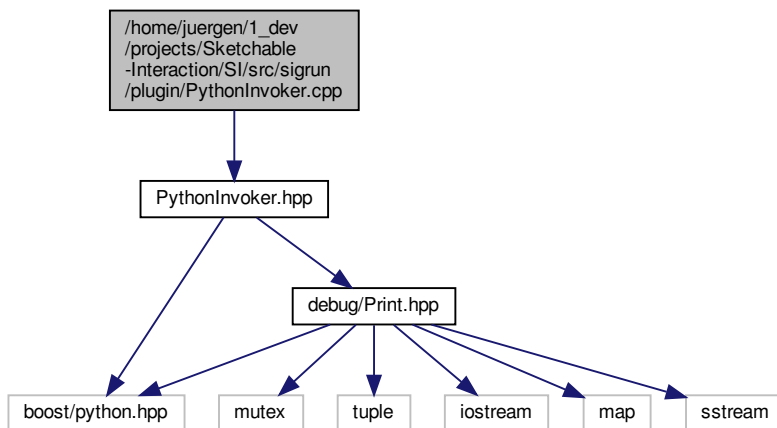 /home/juergen/1_dev
/projects/Sketchable
-Interaction/SI/src/sigrun
/plugin/PythonInvoker.cpp
PythonInvoker.hpp
debug/Print.hpp
boost/python.hpp
mutex
tuple
iostream
map
sstream